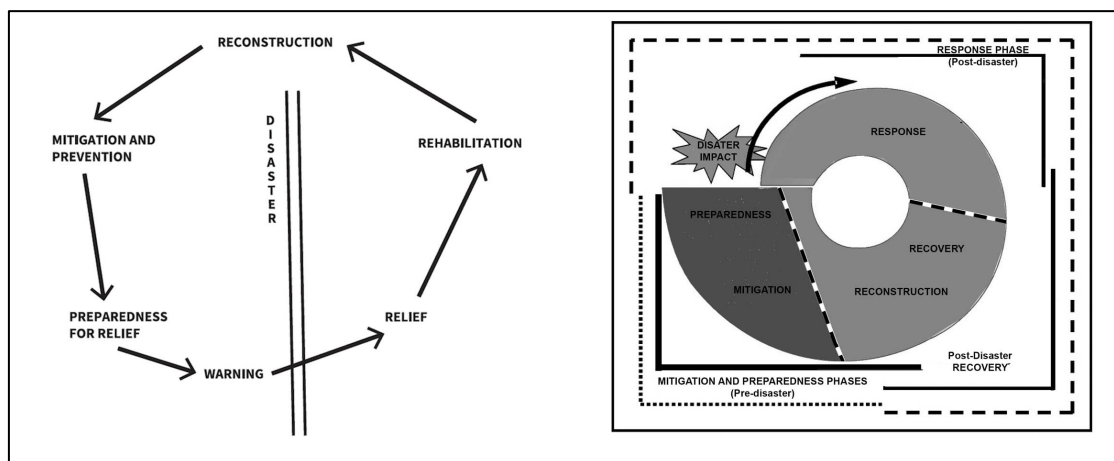 RECONSTRUCTION
MITIGATION AND
PREVENTION
PREPAREDNESS
FOR RELIEF
WARNING
DISASTER
RELIEF
REHABILITATION
RESPONSE PHASE
(Post-disaster)
DISATER
IMPACT
RESPONSE
PREPAREDNESS
RECOVERY
MITIGATION
RECONSTRUCTION
Post-Disaster
RECOVERY
MITIGATION AND PREPAREDNESS PHASES
(Pre-disaster)